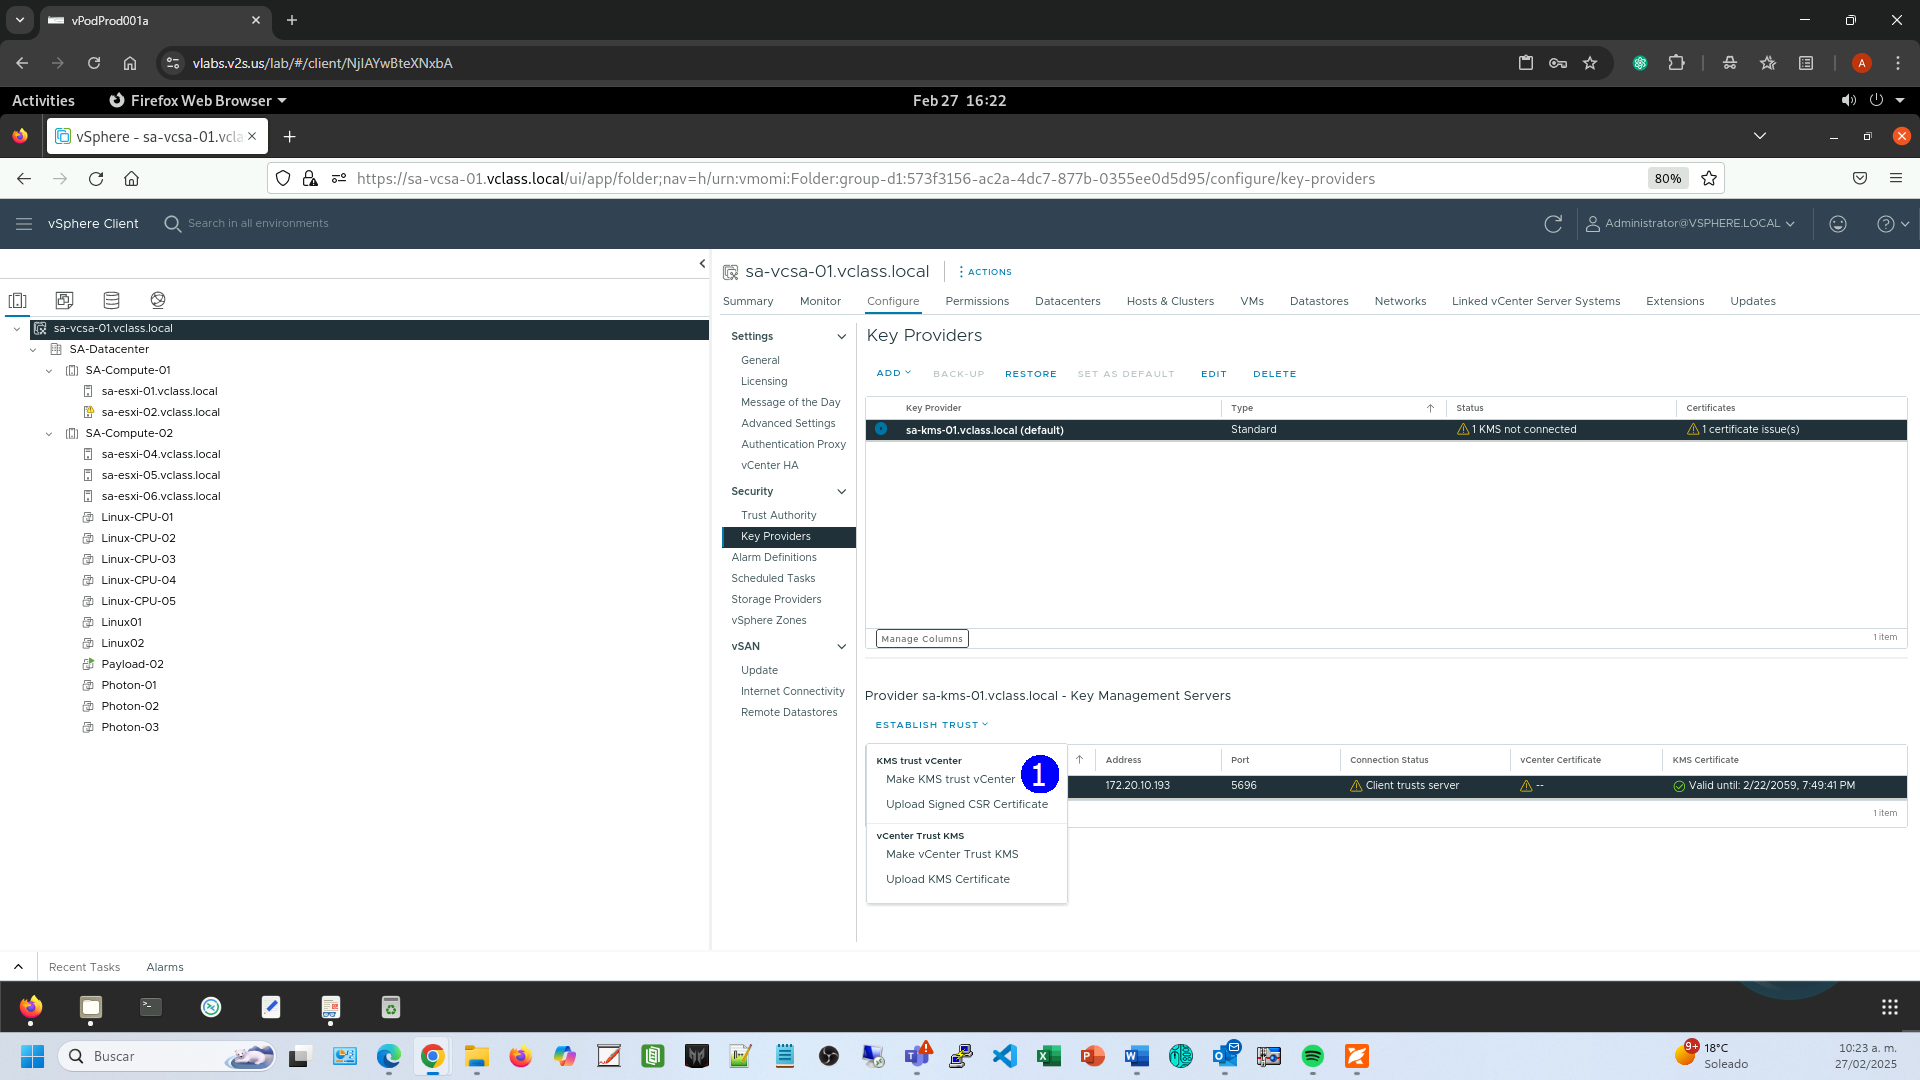 vPodProd001a
vlabs.v2s.us/lab/#/client/NjIAYwBteXNxbA
A
Activities
Firefox Web Browser
Feb 27 16:22
vSphere - sa-vcsa-01.vcla
https://sa-vcsa-01.vclass.local/ui/app/folder;nav=h/urn:vmomi:Folder:group-d1:573f3156-ac2a-4dc7-877b-0355ee0d5d95/configure/key-providers
80%
vSphere Client
Search in all environments
Administrator@VSPHERE.LOCAL
sa-vcsa-01.vclass.local
SA-Datacenter
SA-Compute-01
sa-esxi-01.vclass.local
sa-esxi-02.vclass.local
SA-Compute-02
sa-esxi-04.vclass.local
sa-esxi-05.vclass.local
sa-esxi-06.vclass.local
Linux-CPU-01
Linux-CPU-02
Linux-CPU-03
Linux-CPU-04
Linux-CPU-05
Linux01
Linux02
Payload-02
Photon-01
Photon-02
Photon-03
sa-vcsa-01.vclass.local
ACTIONS
Summary Monitor Configure Permissions Datacenters Hosts & Clusters VMs Datastores Networks Linked vCenter Server Systems Extensions Updates
Settings
General
Licensing
Message of the Day
Advanced Settings
Authentication Proxy
vCenter HA
Security
Trust Authority
Key Providers
Alarm Definitions
Scheduled Tasks
Storage Providers
vSphere Zones
vSAN
Update
Internet Connectivity
Remote Datastores
Key Providers
ADD BACK-UP RESTORE SET AS DEFAULT EDIT DELETE
Key Provider Type Status Certificates
sa-kms-01.vclass.local (default) Standard 1 KMS not connected 1 certificate issue(s)
Manage Columns
1 item
Provider sa-kms-01.vclass.local - Key Management Servers
ESTABLISH TRUST
KMS trust vCenter
Make KMS trust vCenter
1
Upload Signed CSR Certificate
vCenter Trust KMS
Make vCenter Trust KMS
Upload KMS Certificate
Address Port Connection Status vCenter Certificate KMS Certificate
172.20.10.193 5696 Client trusts server -- Valid until: 2/22/2059, 7:49:41 PM
1 item
Recent Tasks Alarms
Buscar
9+
18°C
Soleado
10:23 a. m.
27/02/2025